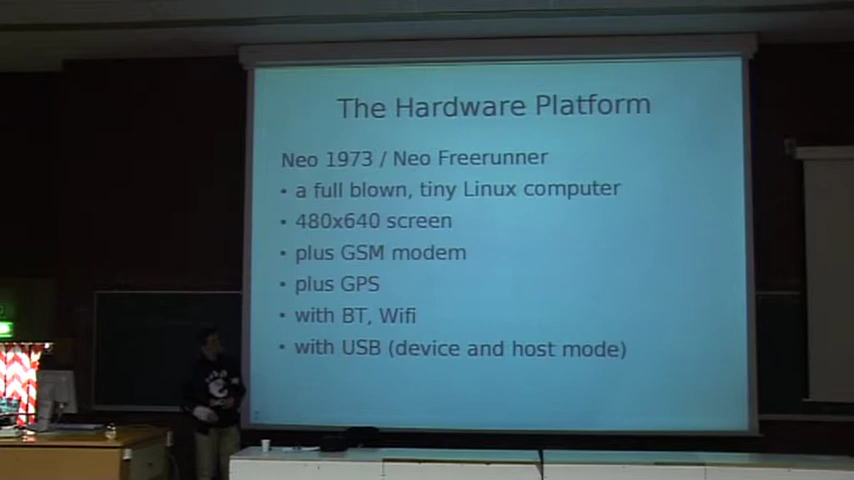 The Hardware Platform
Neo 1973 / Neo Freerunner
• a full blown, tiny Linux computer
• 480x640 screen
• plus GSM modem
• plus GPS
• with BT, Wifi
• with USB (device and host mode)